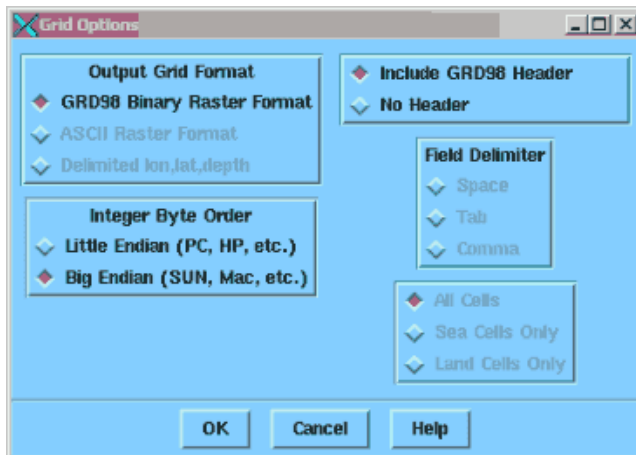 Grid Options
Output Grid Format
GRD98 Binary Raster Format
ASCII Raster Format
Delimited lon,lat,depth
Integer Byte Order
Little Endian (PC, HP, etc.)
Big Endian (SUN, Mac, etc.)
Include GRD98 Header
No Header
Field Delimiter
Space
Tab
Comma
All Cells
Sea Cells Only
Land Cells Only
OK Cancel Help